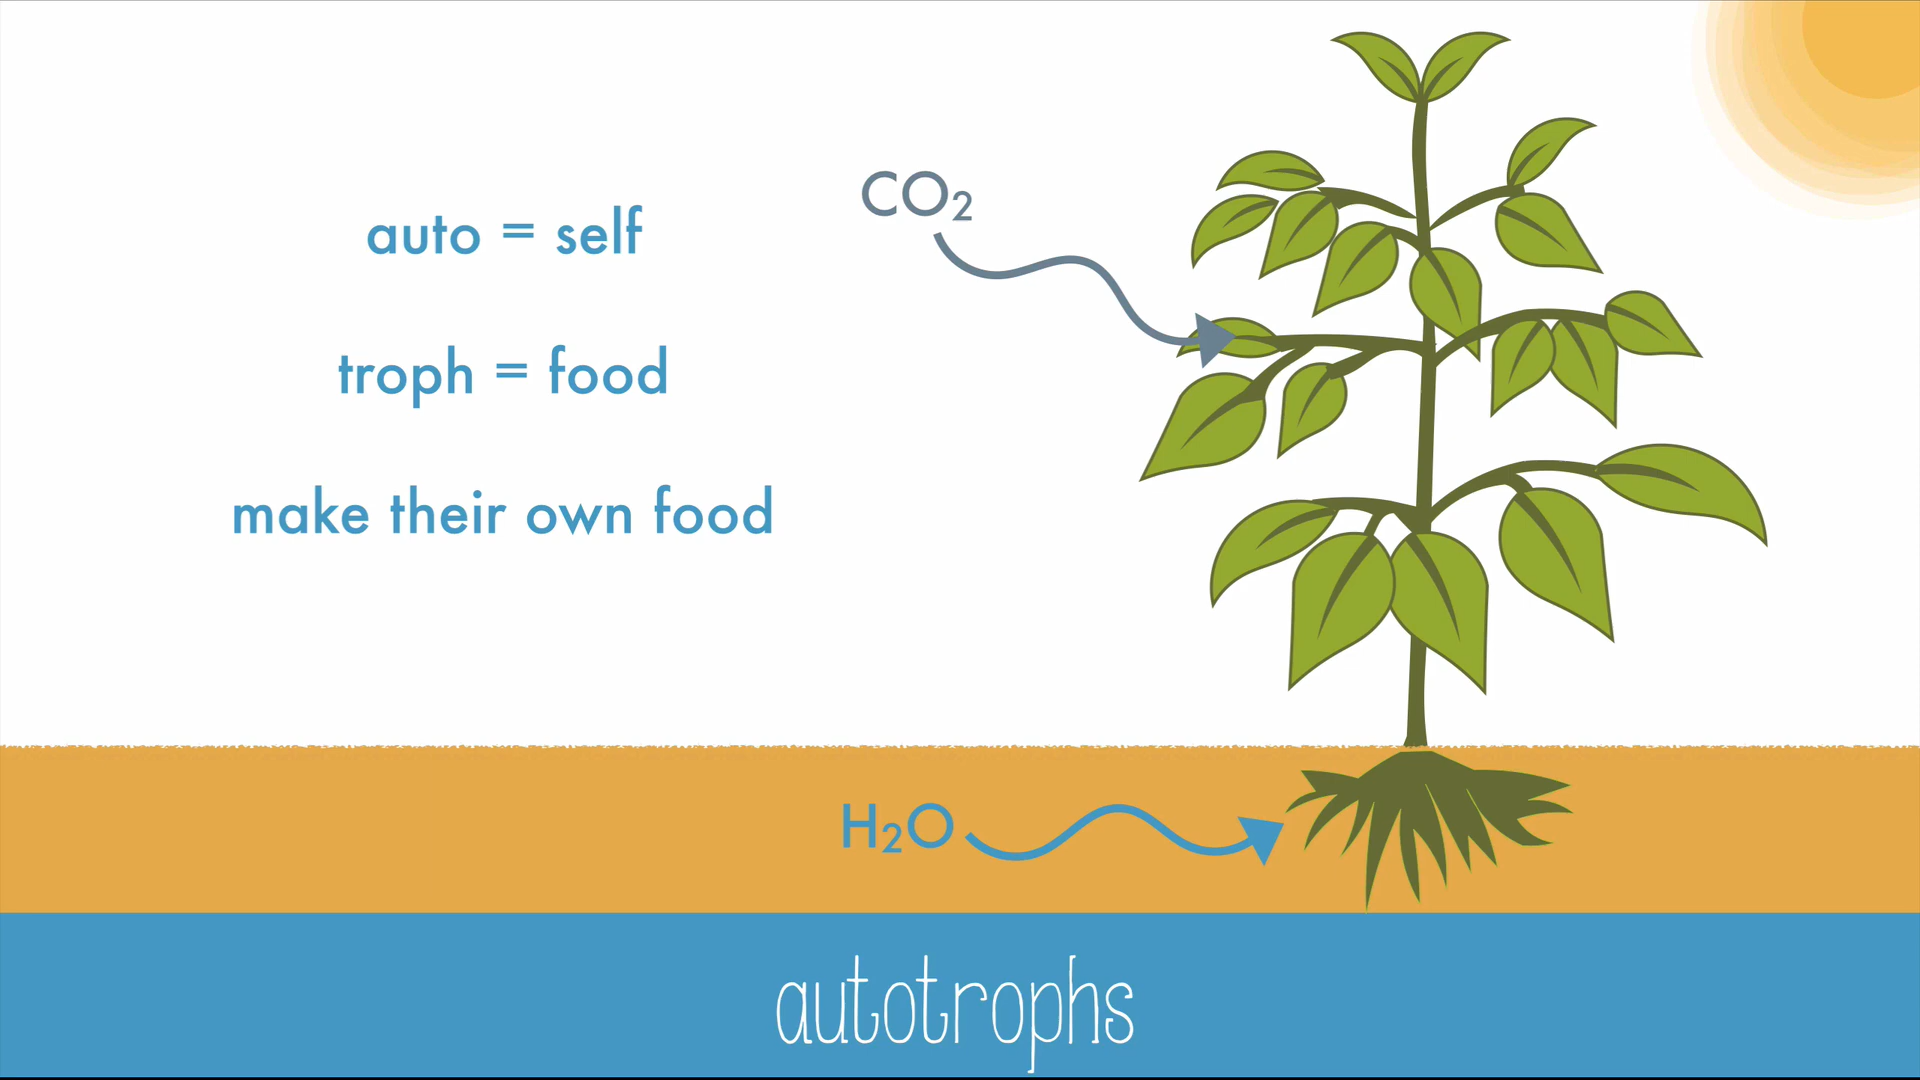 auto = self
troph = food
make their own food
CO₂
H₂O
autotrophs